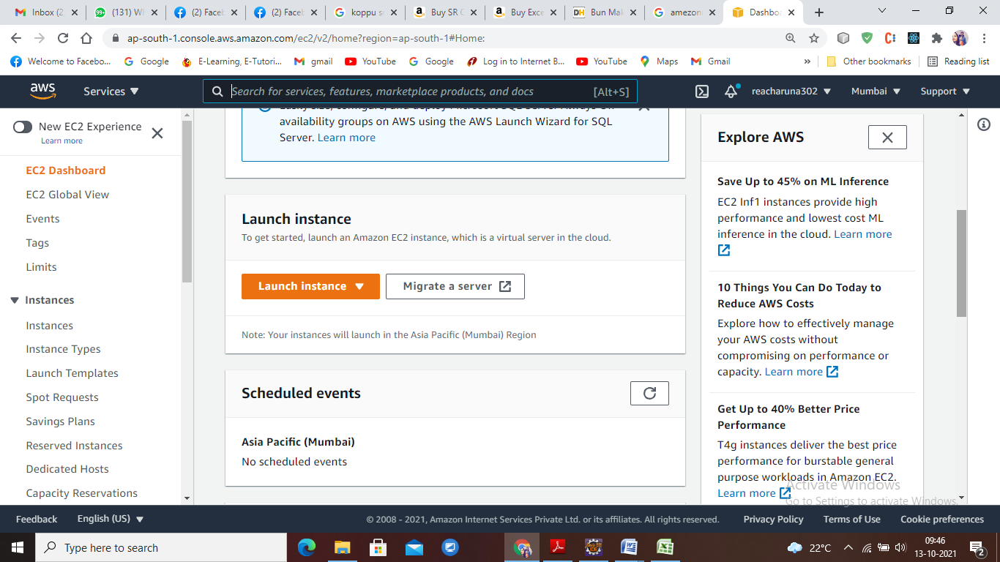 Inbox (2
(131) W
(2) Faceb
(2) Faceb
koppu s
Buy SR C
Buy Exce
Bun Mak
amezon
Dashbo
ap-south-1.console.aws.amazon.com/ec2/v2/home?region=ap-south-1#Home:
Welcome to Facebo...
Google
E-Learning, E-Tutori...
gmail
YouTube
Google
Log in to Internet B...
YouTube
Maps
Gmail
»
Other bookmarks
Reading list
aws
Services
Search for services, features, marketplace products, and docs
[Alt+S]
reacharuna302
Mumbai
Support
New EC2 Experience
Learn more
EC2 Dashboard
EC2 Global View
Events
Tags
Limits
Instances
Instances
Instance Types
Launch Templates
Spot Requests
Savings Plans
Reserved Instances
Dedicated Hosts
Capacity Reservations
availability groups on AWS using the AWS Launch Wizard for SQL
Server. Learn more
Launch instance
To get started, launch an Amazon EC2 instance, which is a virtual server in the cloud.
Launch instance
Migrate a server
Note: Your instances will launch in the Asia Pacific (Mumbai) Region
Scheduled events
Asia Pacific (Mumbai)
No scheduled events
Explore AWS
Save Up to 45% on ML Inference
EC2 Inf1 instances provide high
performance and lowest cost ML
inference in the cloud. Learn more
10 Things You Can Do Today to
Reduce AWS Costs
Explore how to effectively manage
your AWS costs without
compromising on performance or
capacity. Learn more
Get Up to 40% Better Price
Performance
T4g instances deliver the best price
performance for burstable general
purpose workloads in Amazon EC2.
Learn more
Activate Windows
Go to Settings to activate Windows.
Feedback
English (US)
© 2008 - 2021, Amazon Internet Services Private Ltd. or its affiliates. All rights reserved.
Privacy Policy
Terms of Use
Cookie preferences
Type here to search
22°C
09:46
13-10-2021
2